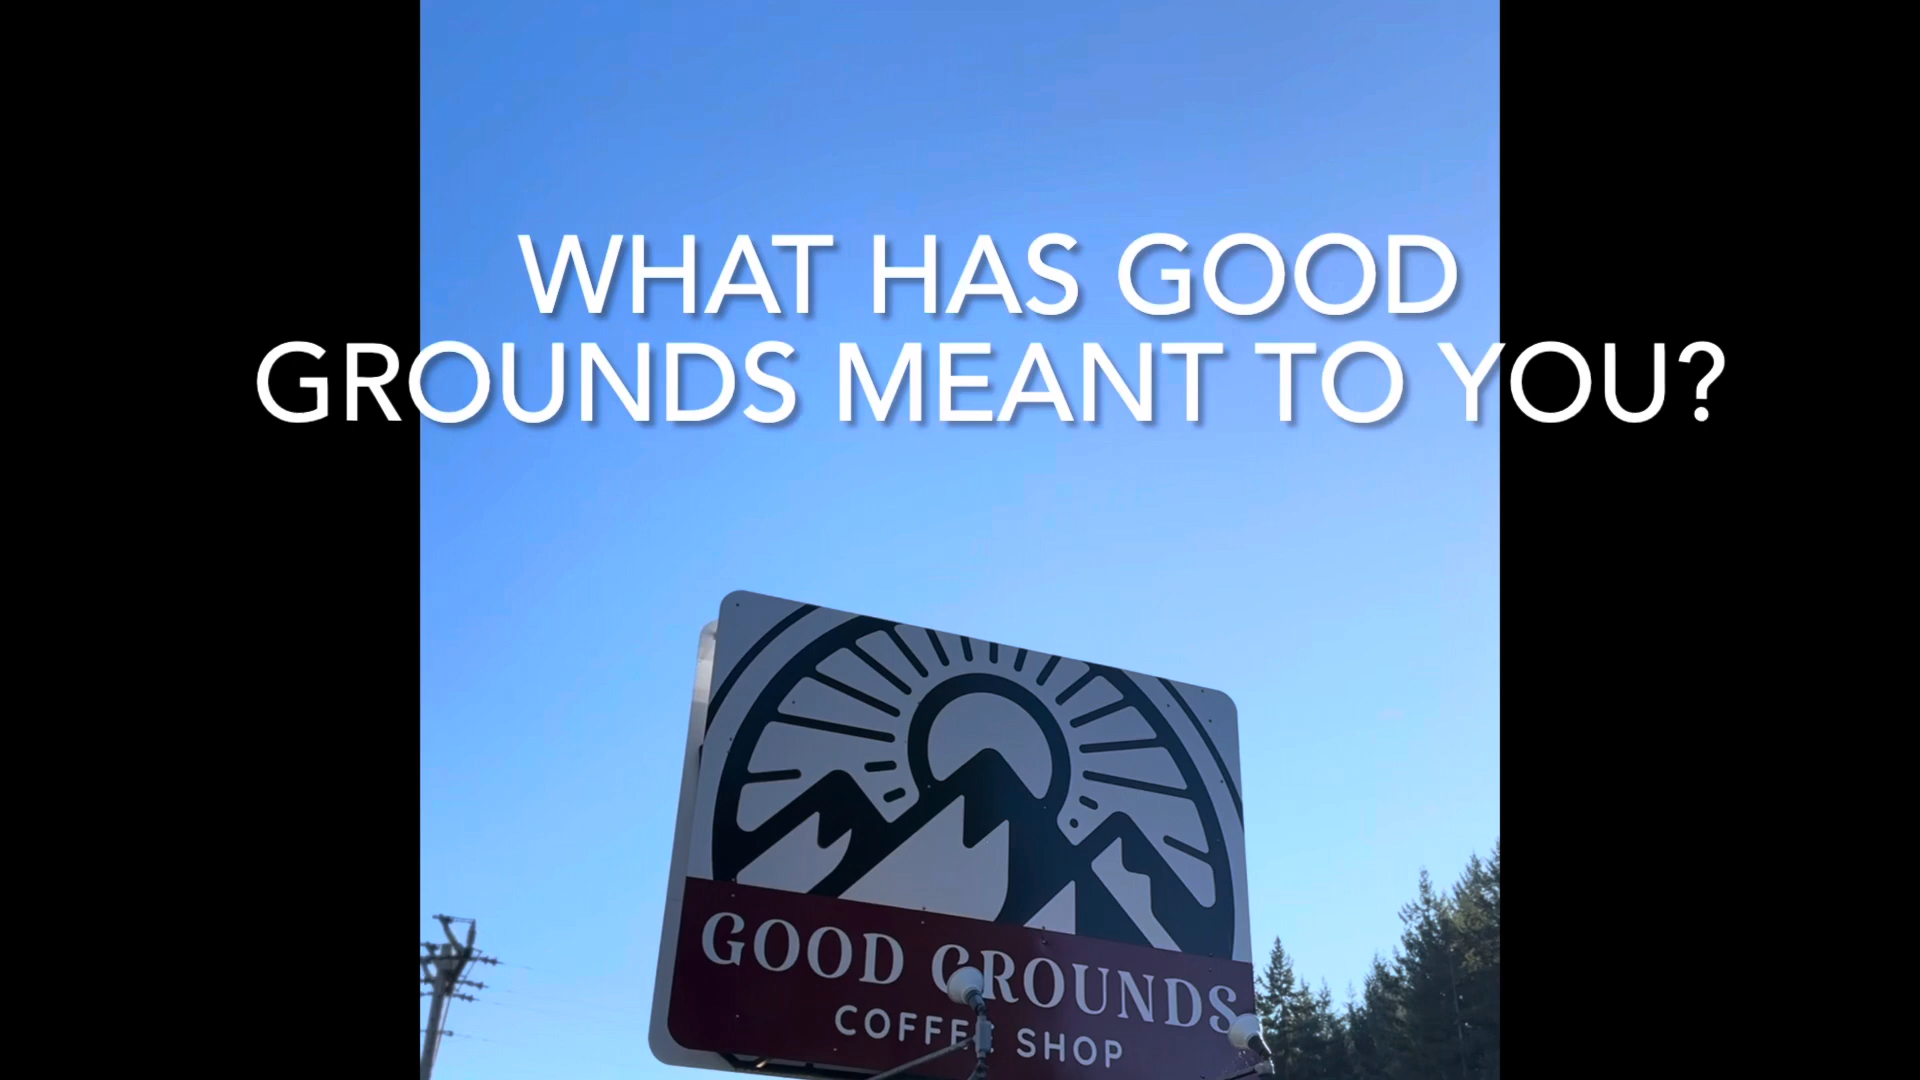 WHAT HAS GOOD
GROUNDS MEANT TO YOU?
GOOD GROUNDS
COFFEE SHOP